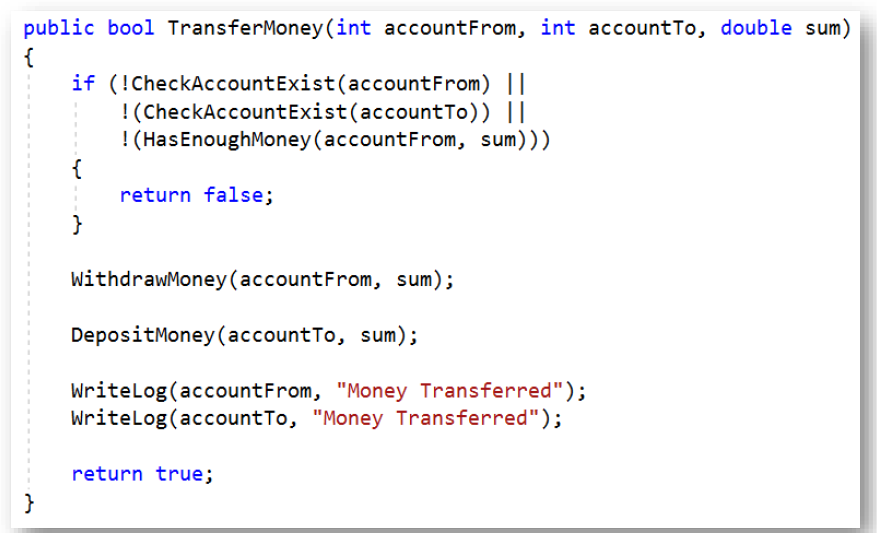 public bool TransferMoney(int accountFrom, int accountTo, double sum)
{
if (!CheckAccountExist(accountFrom) ||
!(CheckAccountExist(accountTo)) ||
!(HasEnoughMoney(accountFrom, sum)))
{
return false;
}
WithdrawMoney(accountFrom, sum);
DepositMoney(accountTo, sum);
WriteLog(accountFrom, "Money Transferred");
WriteLog(accountTo, "Money Transferred");
return true;
}